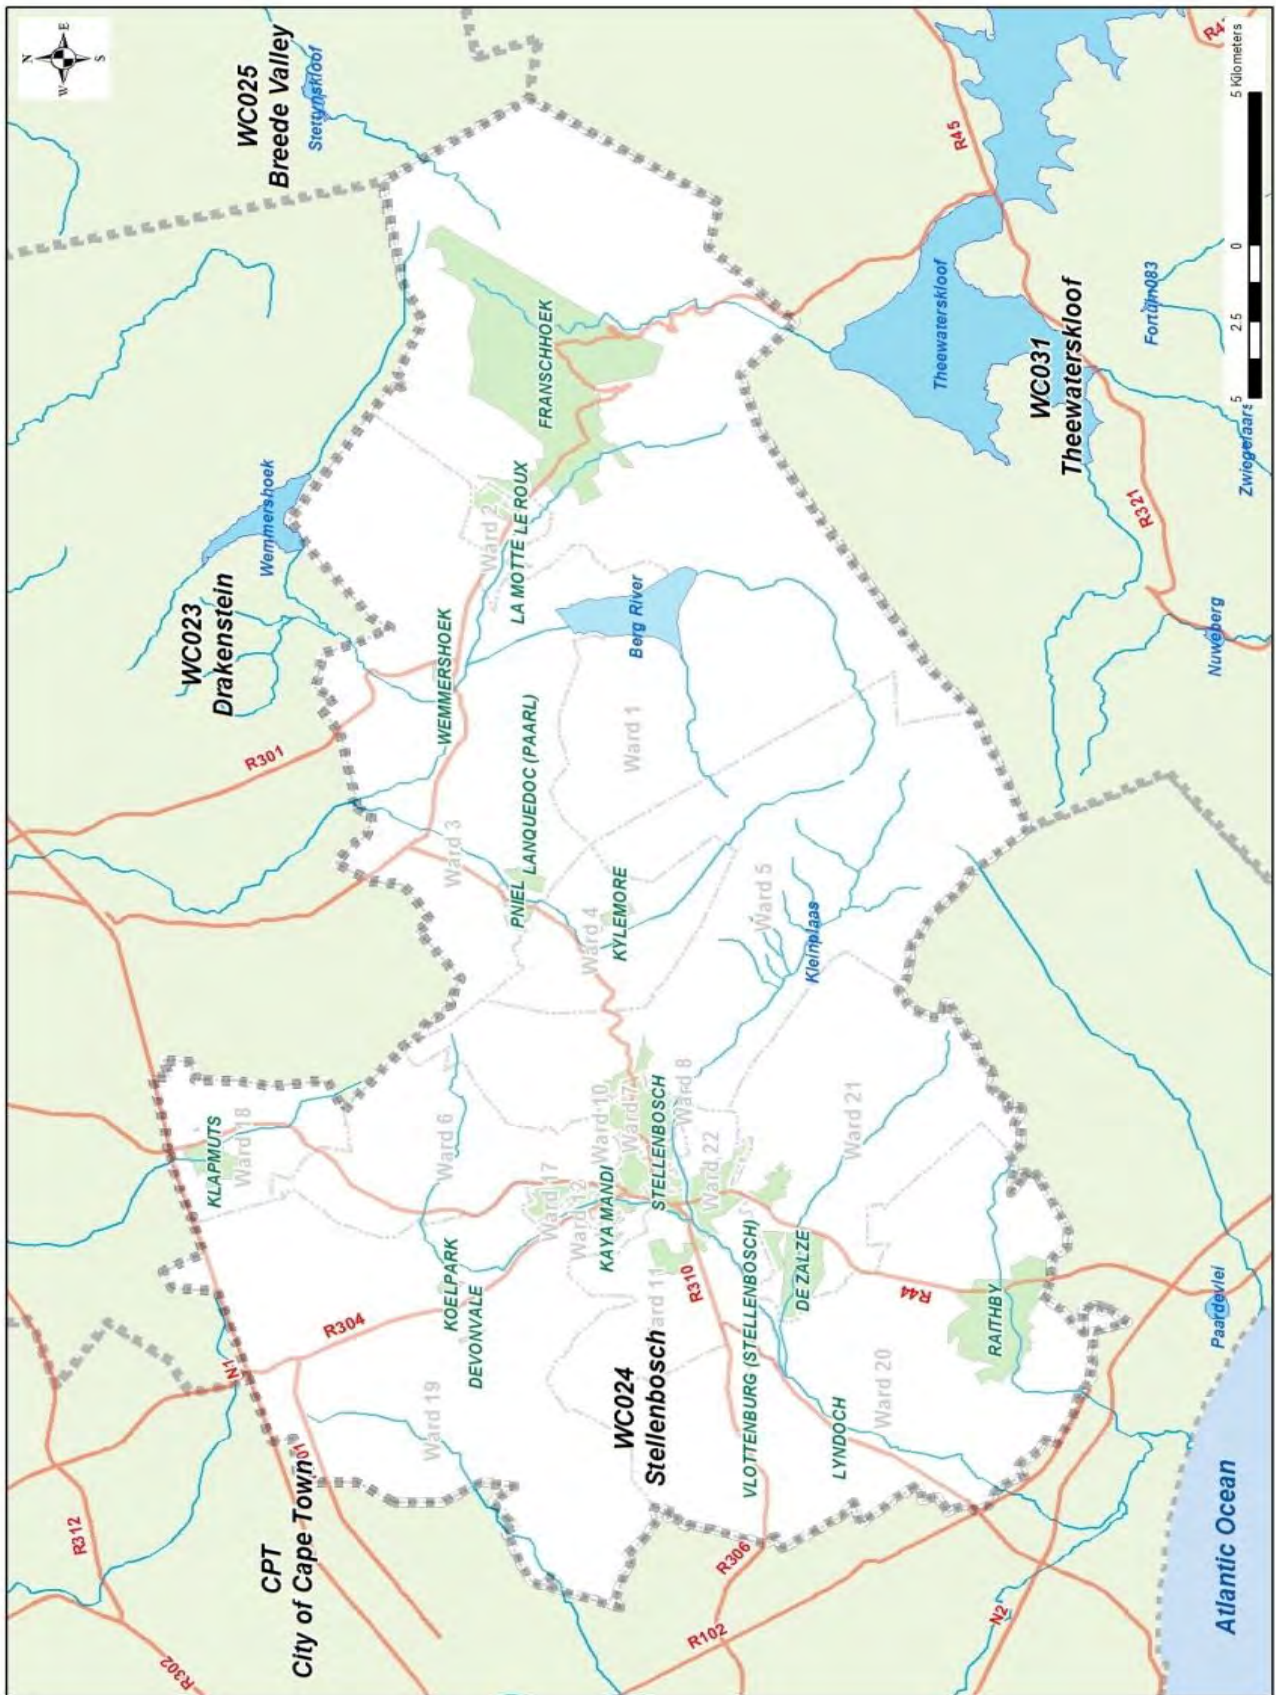 N
E
S
W
WC025
Breede Valley
Stettynskloof
WC023
Drakenstein
Wemmershoek
R301
R45
5 Kilometers
0
2.5
5
Theewaterskloof
WC031
Theewaterskloof
R321
Nuweberg
FRANSCHHOEK
Ward 2
LA MOTTE
LE ROUX
WEMMERSHOEK
Berg River
Ward 1
LANQUEDOC (PAARL)
PNIEL
Ward 3
Ward 4
KYLEMORE
Ward 5
Kleinplaas
KLAPMUTS
Ward 18
Ward 6
Ward 10
Ward 7
Ward 8
STELLENBOSCH
Ward 17
Ward 12
KAYA MANDI
Ward 22
Ward 21
KOELPARK
DEVONVALE
R304
N1
R310
VLOTTENBURG (STELLENBOSCH)
DE ZALZE
R44
RAITHBY
Paardevlei
Ward 19
WC024
Stellenbosch
LYNDOCH
Ward 20
R312
CPT
City of Cape Town
R302
R306
R102
N2
Atlantic Ocean